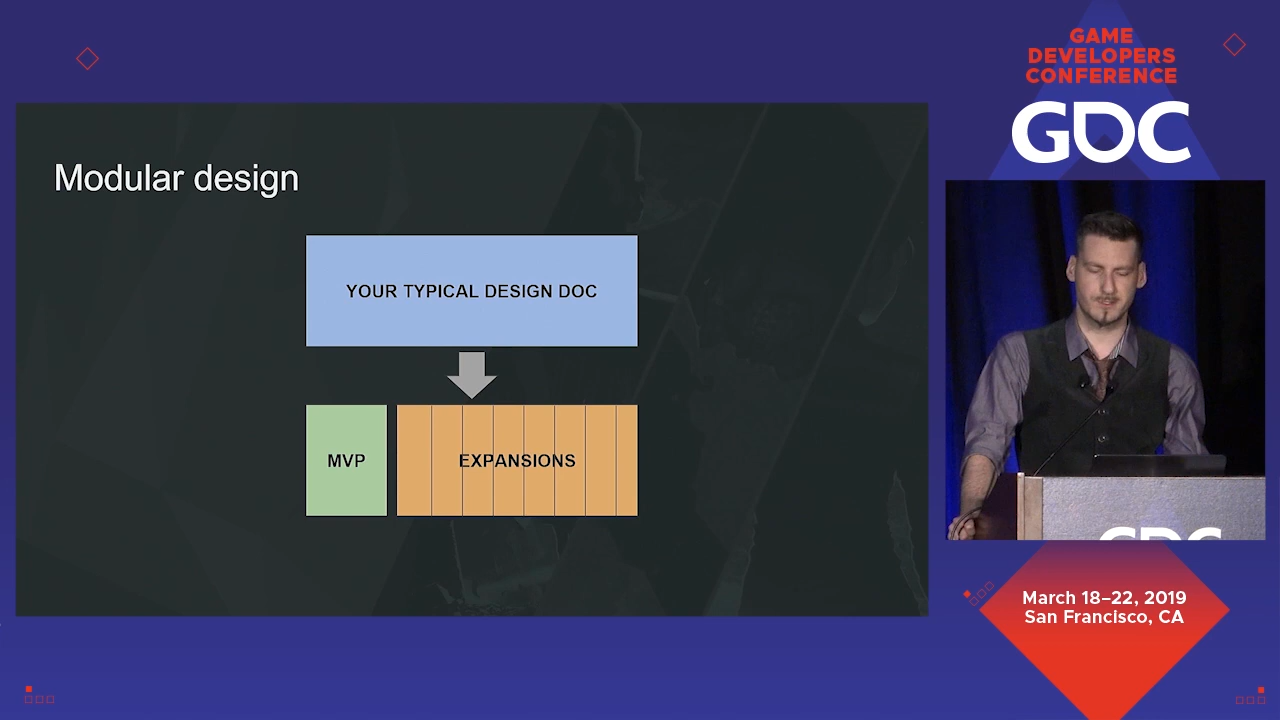 GAME
DEVELOPERS
CONFERENCE
GDC
Modular design
YOUR TYPICAL DESIGN DOC
MVP
EXPANSIONS
GDC
March 18–22, 2019
San Francisco, CA